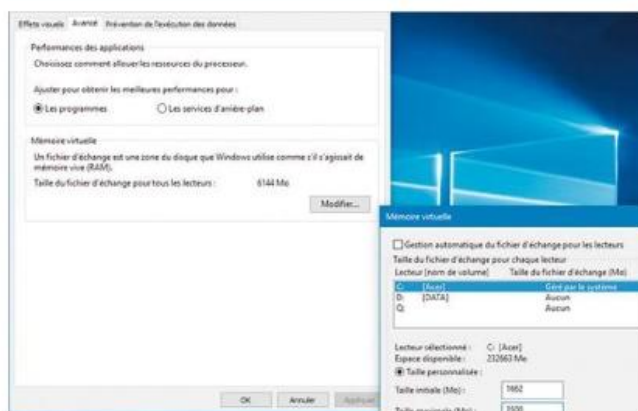 Effets visuels Avancé Prévention de l'exécution des données
Performances des applications
Choisissez comment allouer les ressources du processeur.
Ajuster pour obtenir les meilleures performances pour :
Les programmes Les services d'arrière-plan
Mémoire virtuelle
Un fichier d'échange est une zone du disque que Windows utilise comme s'il s'agissait de
mémoire vive (RAM).
Taille du fichier d'échange pour tous les lecteurs : 6144 Mo
Modifier...
OK Annuler Appliquer
Mémoire virtuelle
Gestion automatique du fichier d'échange pour les lecteurs
Taille du fichier d'échange pour chaque lecteur
Lecteur [nom de volume] Taille du fichier d'échange (Mo)
C: [Acer] Géré par le système
D: [DATA] Aucun
Q: Aucun
Lecteur sélectionné : C: [Acer]
Espace disponible : 232663 Mo
Taille personnalisée :
Taille initiale (Mo) : 1662
Taille maximale (Mo) :